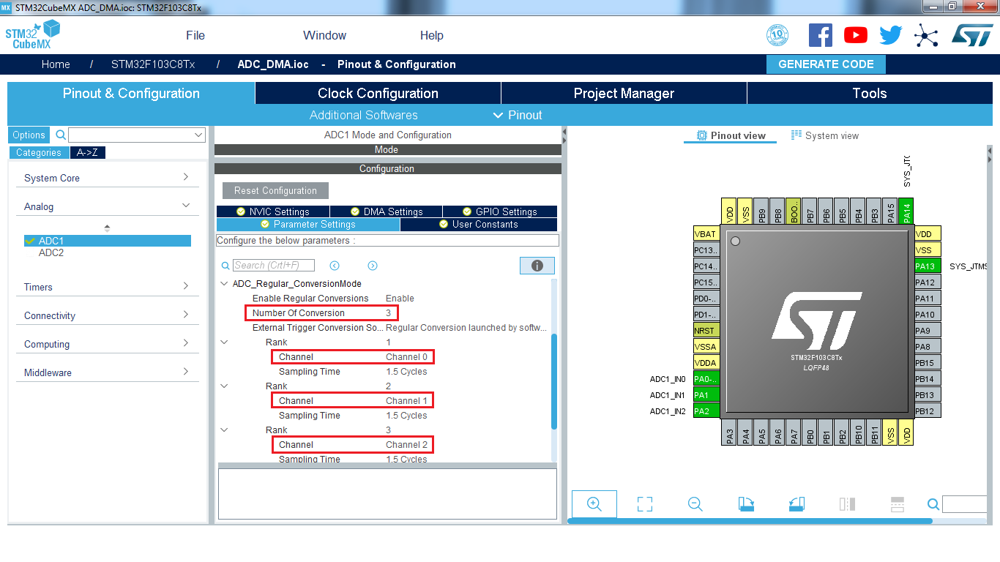 MX STM32CubeMX ADC_DMA.ioc: STM32F103C8Tx
STM32 CubeMX
File Window Help
10
Home / STM32F103C8Tx / ADC_DMA.ioc - Pinout & Configuration GENERATE CODE
Pinout & Configuration Clock Configuration Project Manager Tools
Additional Softwares Pinout
Options
Categories A->Z
System Core
Analog
ADC1
ADC2
Timers
Connectivity
Computing
Middleware
ADC1 Mode and Configuration
Mode
Configuration
Reset Configuration
NVIC Settings DMA Settings GPIO Settings
Parameter Settings User Constants
Configure the below parameters :
Search (CrtI+F)
ADC_Regular_ConversionMode
Enable Regular Conversions Enable
Number Of Conversion 3
External Trigger Conversion So... Regular Conversion launched by softw...
Rank 1
Channel Channel 0
Sampling Time 1.5 Cycles
Rank 2
Channel Channel 1
Sampling Time 1.5 Cycles
Rank 3
Channel Channel 2
Sampling Time 1.5 Cycles
Pinout view System view
SYS_JTC
VDD VSS PB9 PB8 BOO.. PB7 PB6 PB5 PB4 PB3 PA15 PA14
VBAT
PC13..
PC14..
PC15..
PD0-..
PD1-..
NRST
VSSA
VDDA
ADC1_IN0 PA0-..
ADC1_IN1 PA1
ADC1_IN2 PA2
ST
STM32F103C8Tx
LQFP48
VDD
VSS
PA13 SYS_JTMS
PA12
PA11
PA10
PA9
PA8
PB15
PB14
PB13
PB12
PA3 PA4 PA5 PA6 PA7 PB0 PB1 PB2 PB10 PB11 VSS VDD